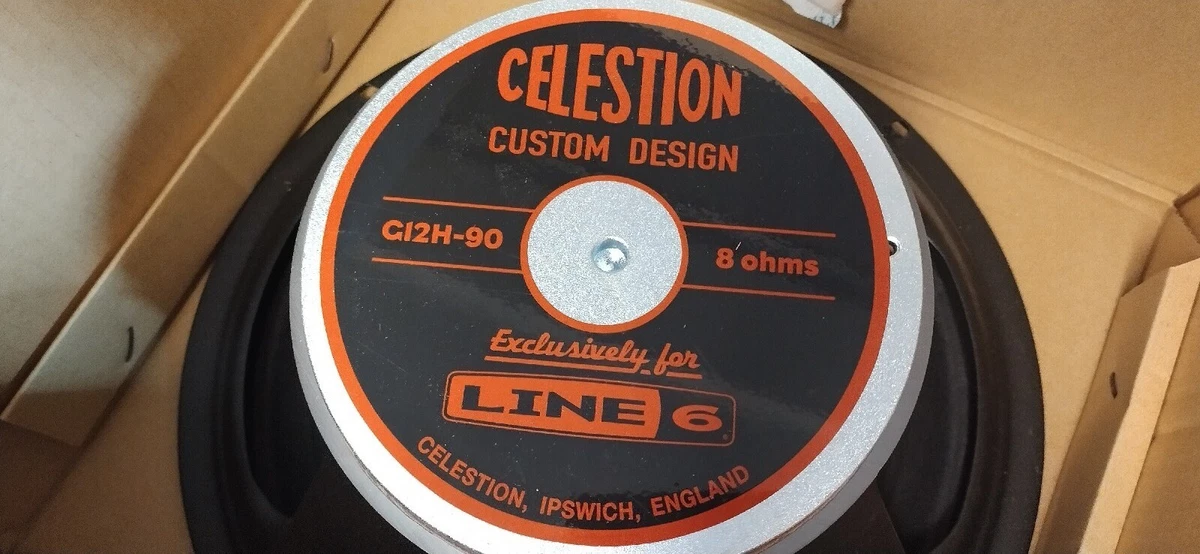 CELESTION
CUSTOM DESIGN
G12H-90
8 ohms
Exclusively for
LINE 6
CELESTION, IPSWICH, ENGLAND